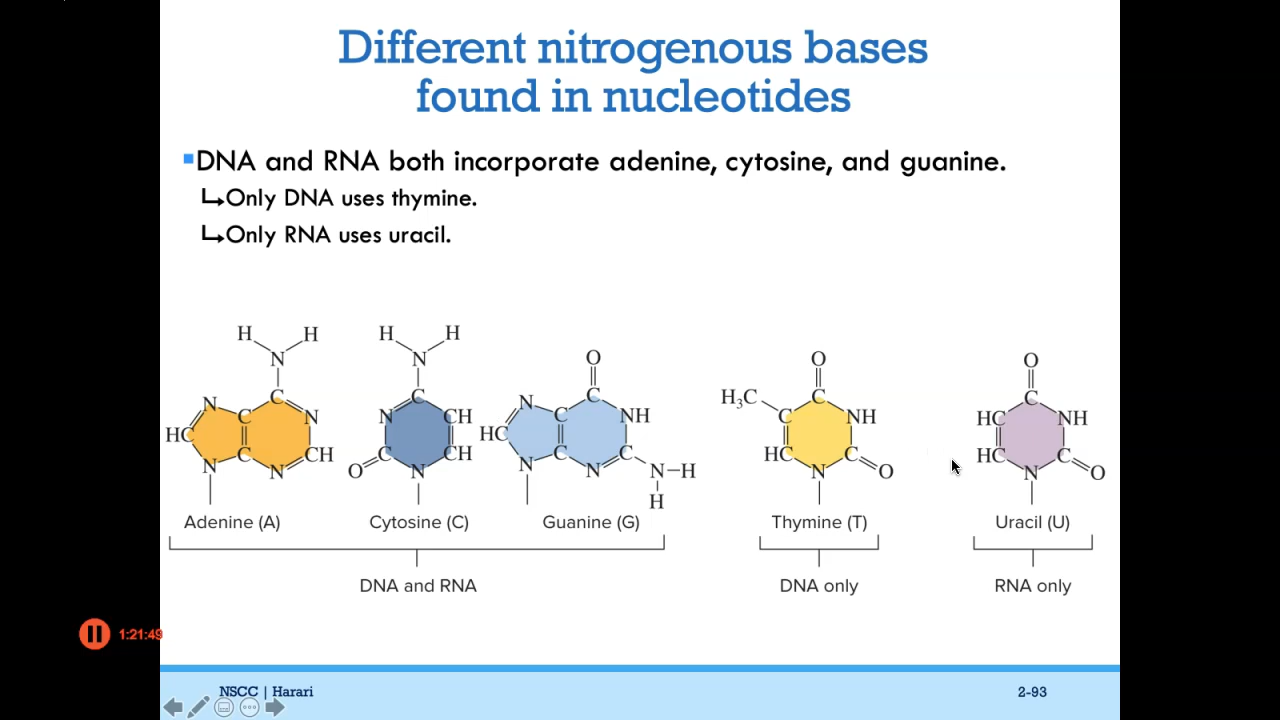 Different nitrogenous bases
found in nucleotides
▪DNA and RNA both incorporate adenine, cytosine, and guanine.
↳Only DNA uses thymine.
↳Only RNA uses uracil.
H H H H O O O
N N
H₃C
N C C N N C N C C NH C C NH HC C NH
HC C N CH HC C C HC C HC C
N N CH O C N CH N N N–H N O N O
H
Adenine (A) Cytosine (C) Guanine (G) Thymine (T) Uracil (U)
DNA and RNA DNA only RNA only
1:21:49
NSCC | Harari 2-93